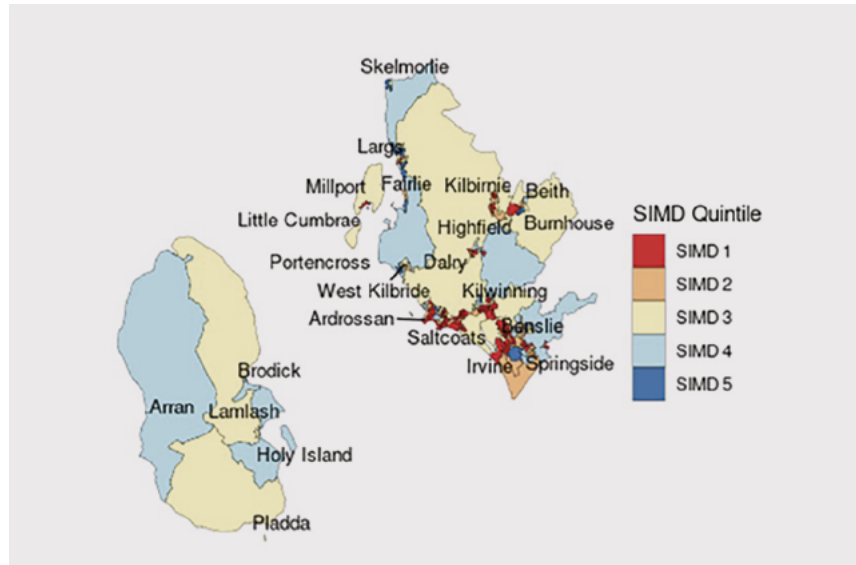 Skelmorlie
Largs
Millport
Fairlie
Kilbirnie
Beith
Little Cumbrae
Highfield
Burnhouse
Portencross
Dalry
West Kilbride
Kilwinning
Ardrossan
Saltcoats
Benslie
Irvine
Springside
Brodick
Arran
Lamlash
Holy Island
Pladda
SIMD Quintile
SIMD 1
SIMD 2
SIMD 3
SIMD 4
SIMD 5